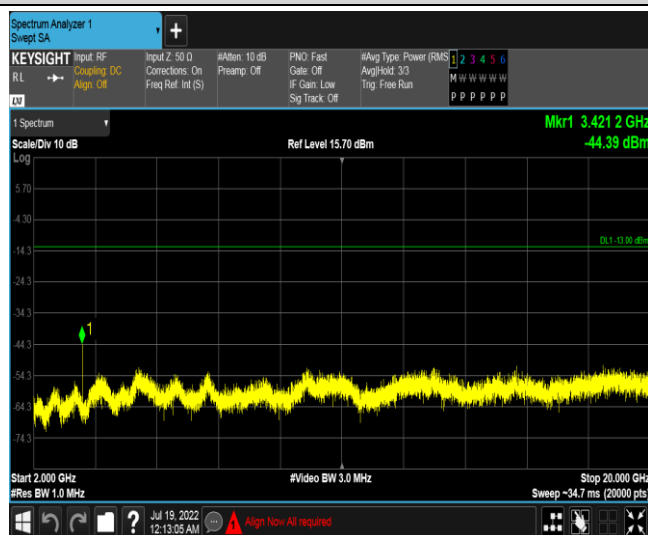 Spectrum Analyzer 1
Swept SA
+
KEYSIGHT
RL
LXI
Input: RF
Coupling: DC
Align: Off
Input Z: 50 Ω
Corrections: On
Freq Ref: Int (S)
#Atten: 10 dB
Preamp: Off
PNO: Fast
Gate: Off
IF Gain: Low
Sig Track: Off
#Avg Type: Power (RMS
Avg|Hold: 3/3
Trig: Free Run
1 2 3 4 5 6
M W W W W W
P P P P P P
1 Spectrum
Mkr1 3.421 2 GHz
-44.39 dBm
Scale/Div 10 dB
Ref Level 15.70 dBm
Log
5.70
-4.30
DL1 -13.00 dBm
-14.3
-24.3
-34.3
1
-44.3
-54.3
-64.3
-74.3
Start 2.000 GHz
#Video BW 3.0 MHz
Stop 20.000 GHz
#Res BW 1.0 MHz
Sweep ~34.7 ms (20000 pts)
?
Jul 19, 2022
12:13:05 AM
1
Align Now All required